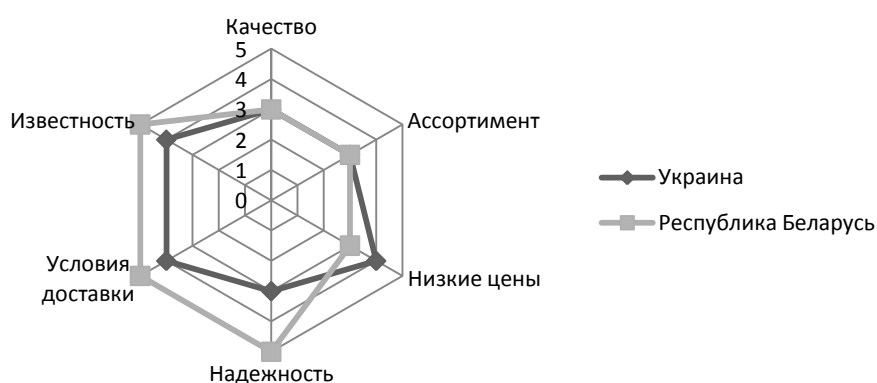 Качество
5
4
3
2
1
0
Известность
Ассортимент
Условия
доставки
Низкие цены
Надежность
Украина
Республика Беларусь